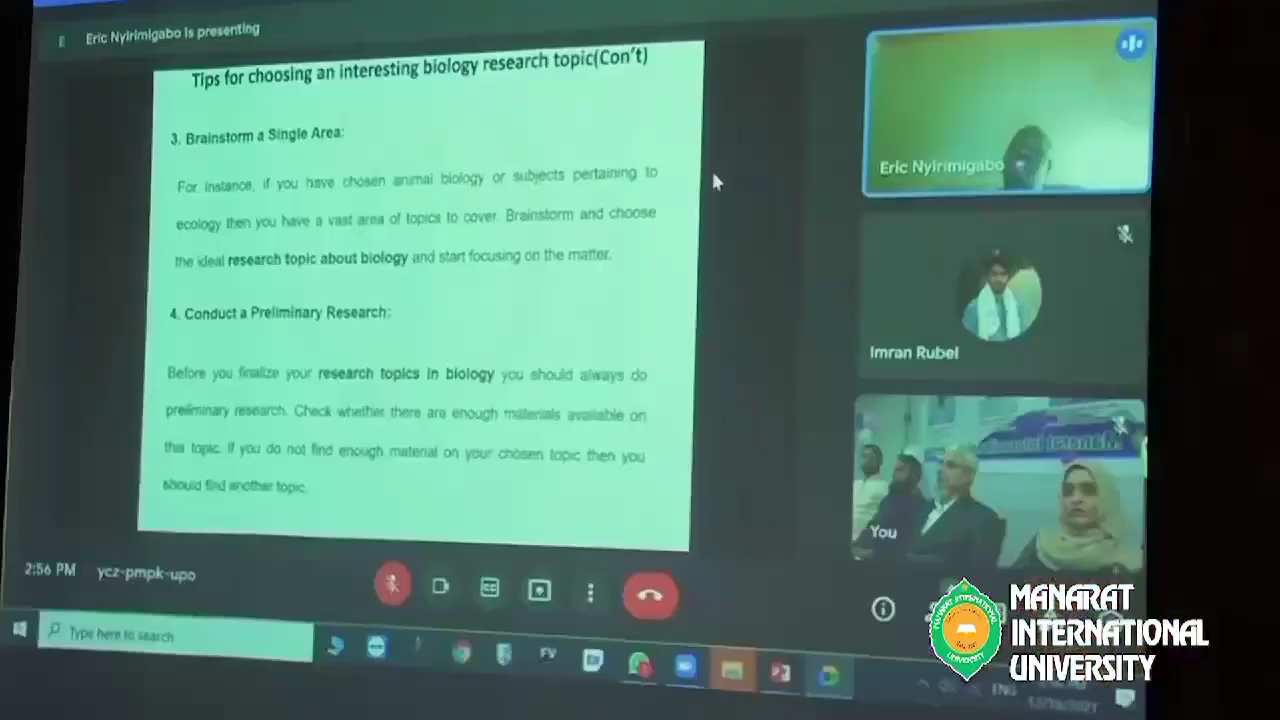 Eric Nyirimigabo is presenting
Tips for choosing an interesting biology research topic(Con't)
3. Brainstorm a Single Area:
For instance, if you have chosen animal biology or subjects pertaining to
ecology then you have a vast area of topics to cover. Brainstorm and choose
the ideal research topic about biology and start focusing on the matter.
4. Conduct a Preliminary Research:
Before you finalize your research topics in biology you should always do
preliminary research. Check whether there are enough materials available on
this topic. If you do not find enough material on your chosen topic then you
should find another topic.
Eric Nyirimigabo
Imran Rubel
You
2:56 PM ycz-pmpk-upo
Type here to search
ENG
MANARAT
INTERNATIONAL
UNIVERSITY